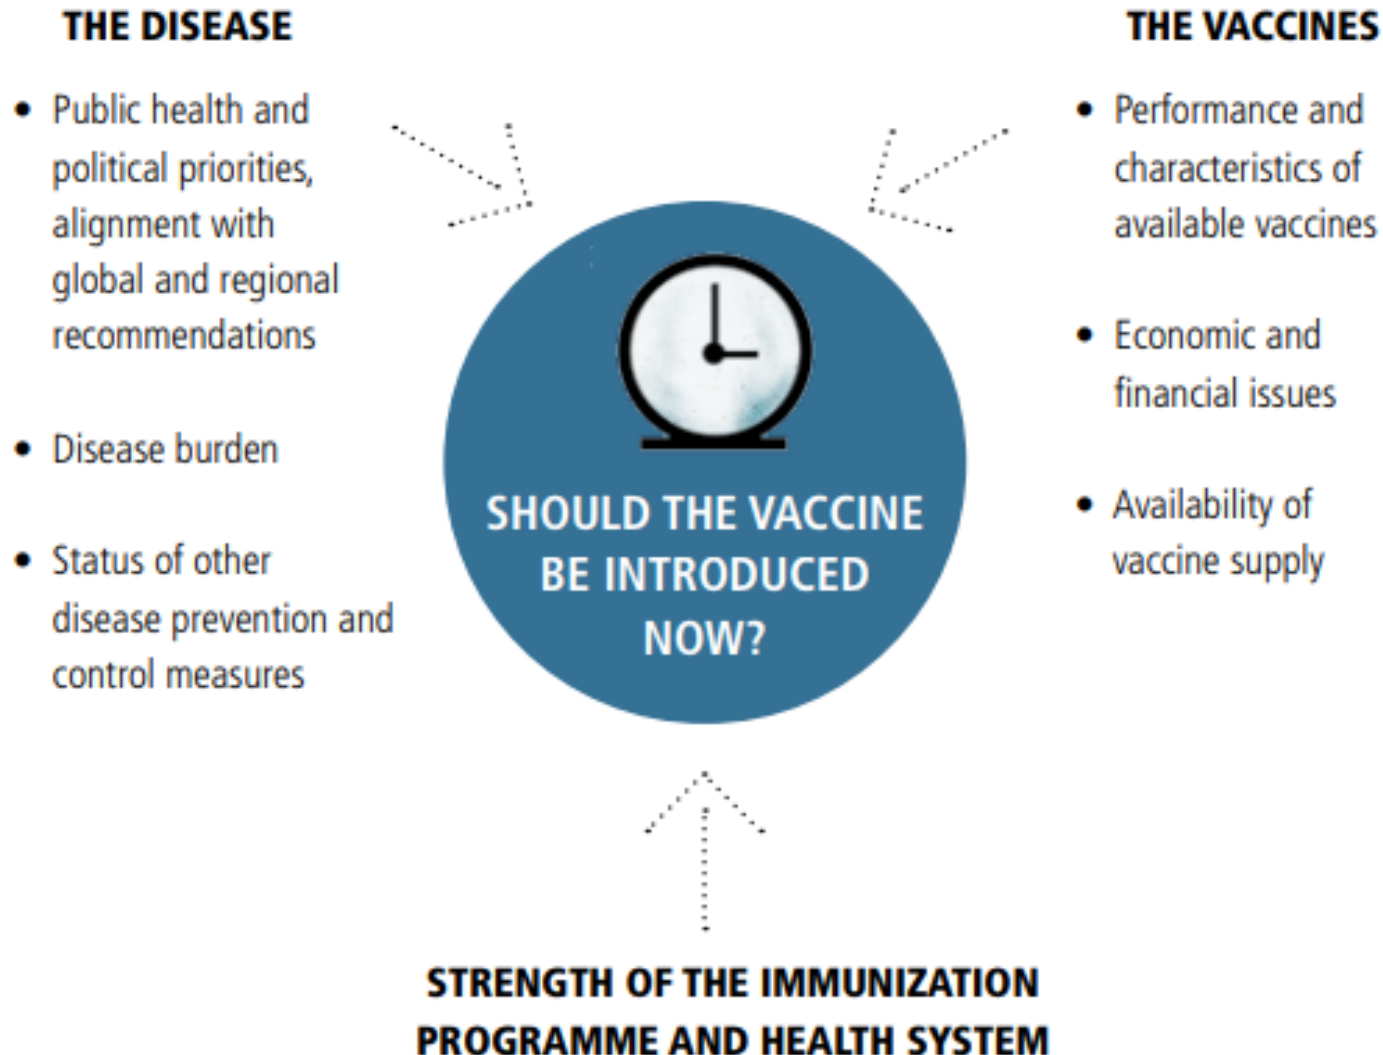 THE DISEASE
• Public health and
political priorities,
alignment with
global and regional
recommendations
• Disease burden
• Status of other
disease prevention and
control measures
THE VACCINES
• Performance and
characteristics of
available vaccines
• Economic and
financial issues
• Availability of
vaccine supply
SHOULD THE VACCINE
BE INTRODUCED
NOW?
STRENGTH OF THE IMMUNIZATION
PROGRAMME AND HEALTH SYSTEM